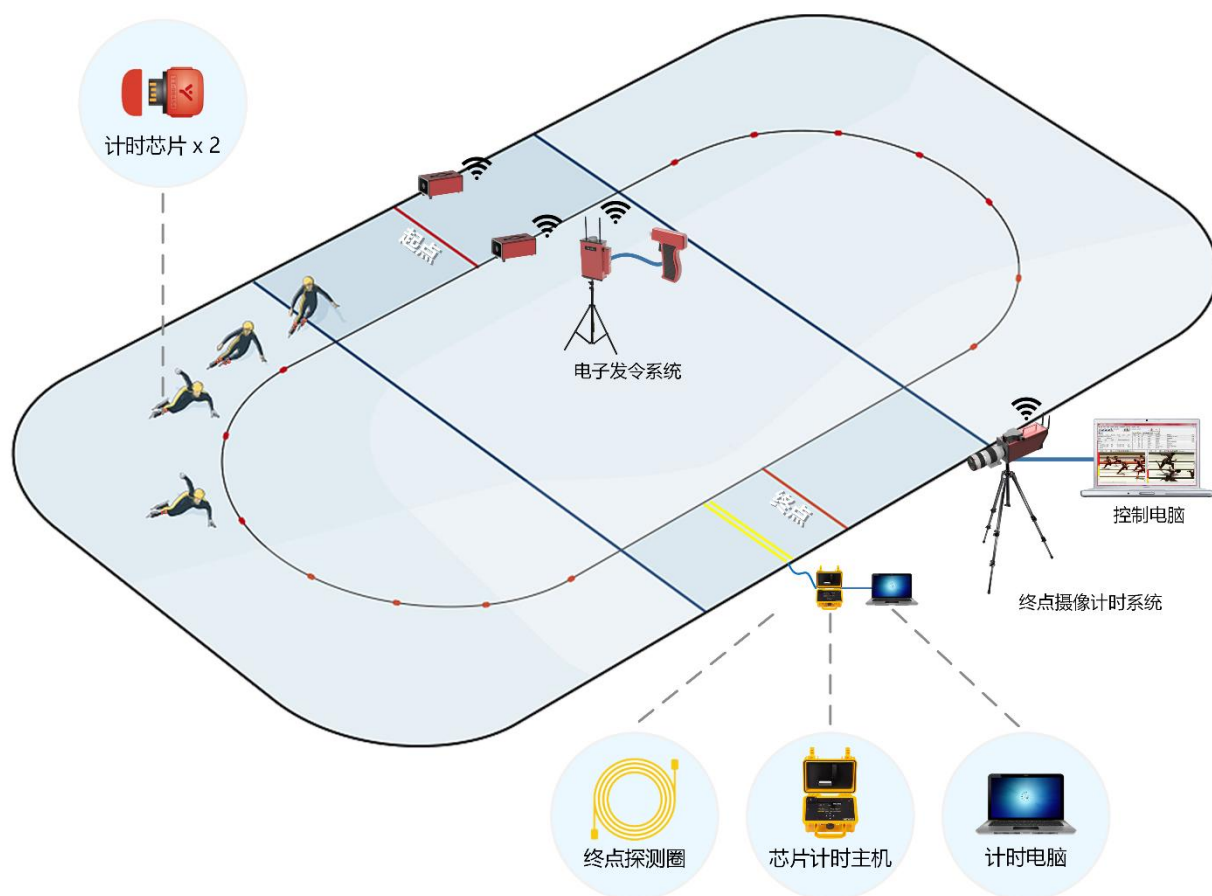 计时芯片 x 2
起点
电子发令系统
终点
控制电脑
终点摄像计时系统
终点探测圈
芯片计时主机
计时电脑